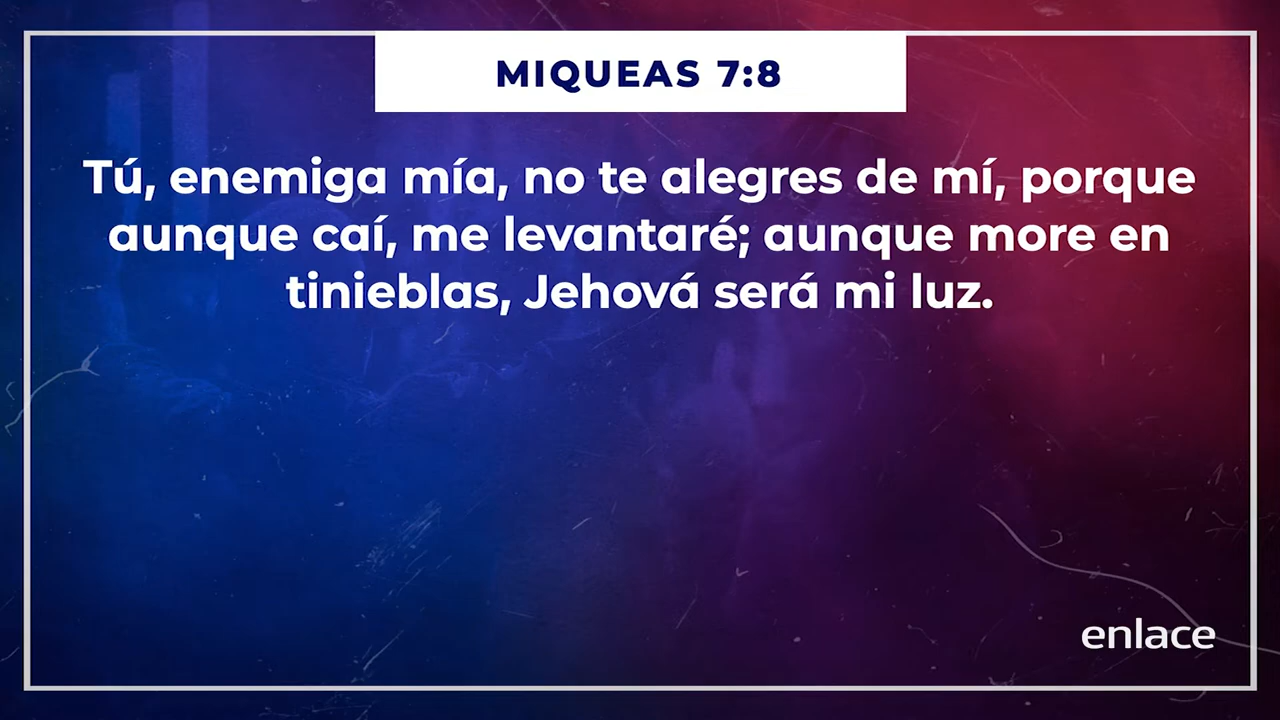 MIQUEAS 7:8
Tú, enemiga mía, no te alegres de mí, porque
aunque caí, me levantaré; aunque more en
tinieblas, Jehová será mi luz.
enlace